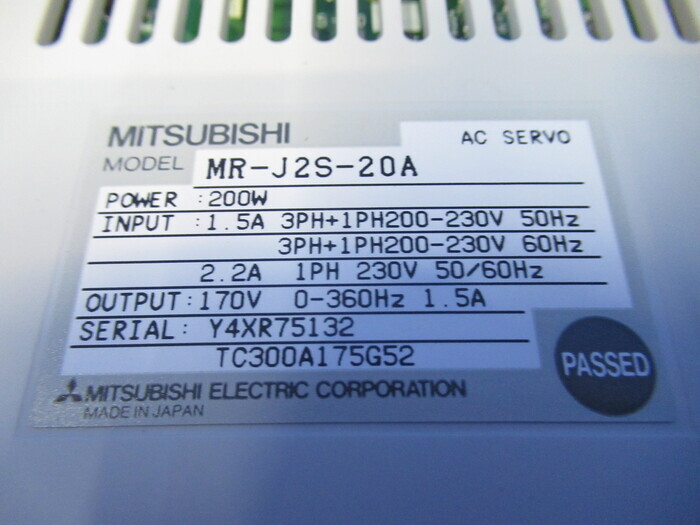 MITSUBISHI AC SERVO
MODEL MR-J2S-20A
POWER :200W
INPUT :1.5A 3PH+1PH200-230V 50Hz
3PH+1PH200-230V 60Hz
2.2A 1PH 230V 50/60Hz
OUTPUT:170V 0-360Hz 1.5A
SERIAL: Y4XR75132
TC300A175G52
PASSED
MITSUBISHI ELECTRIC CORPORATION
MADE IN JAPAN